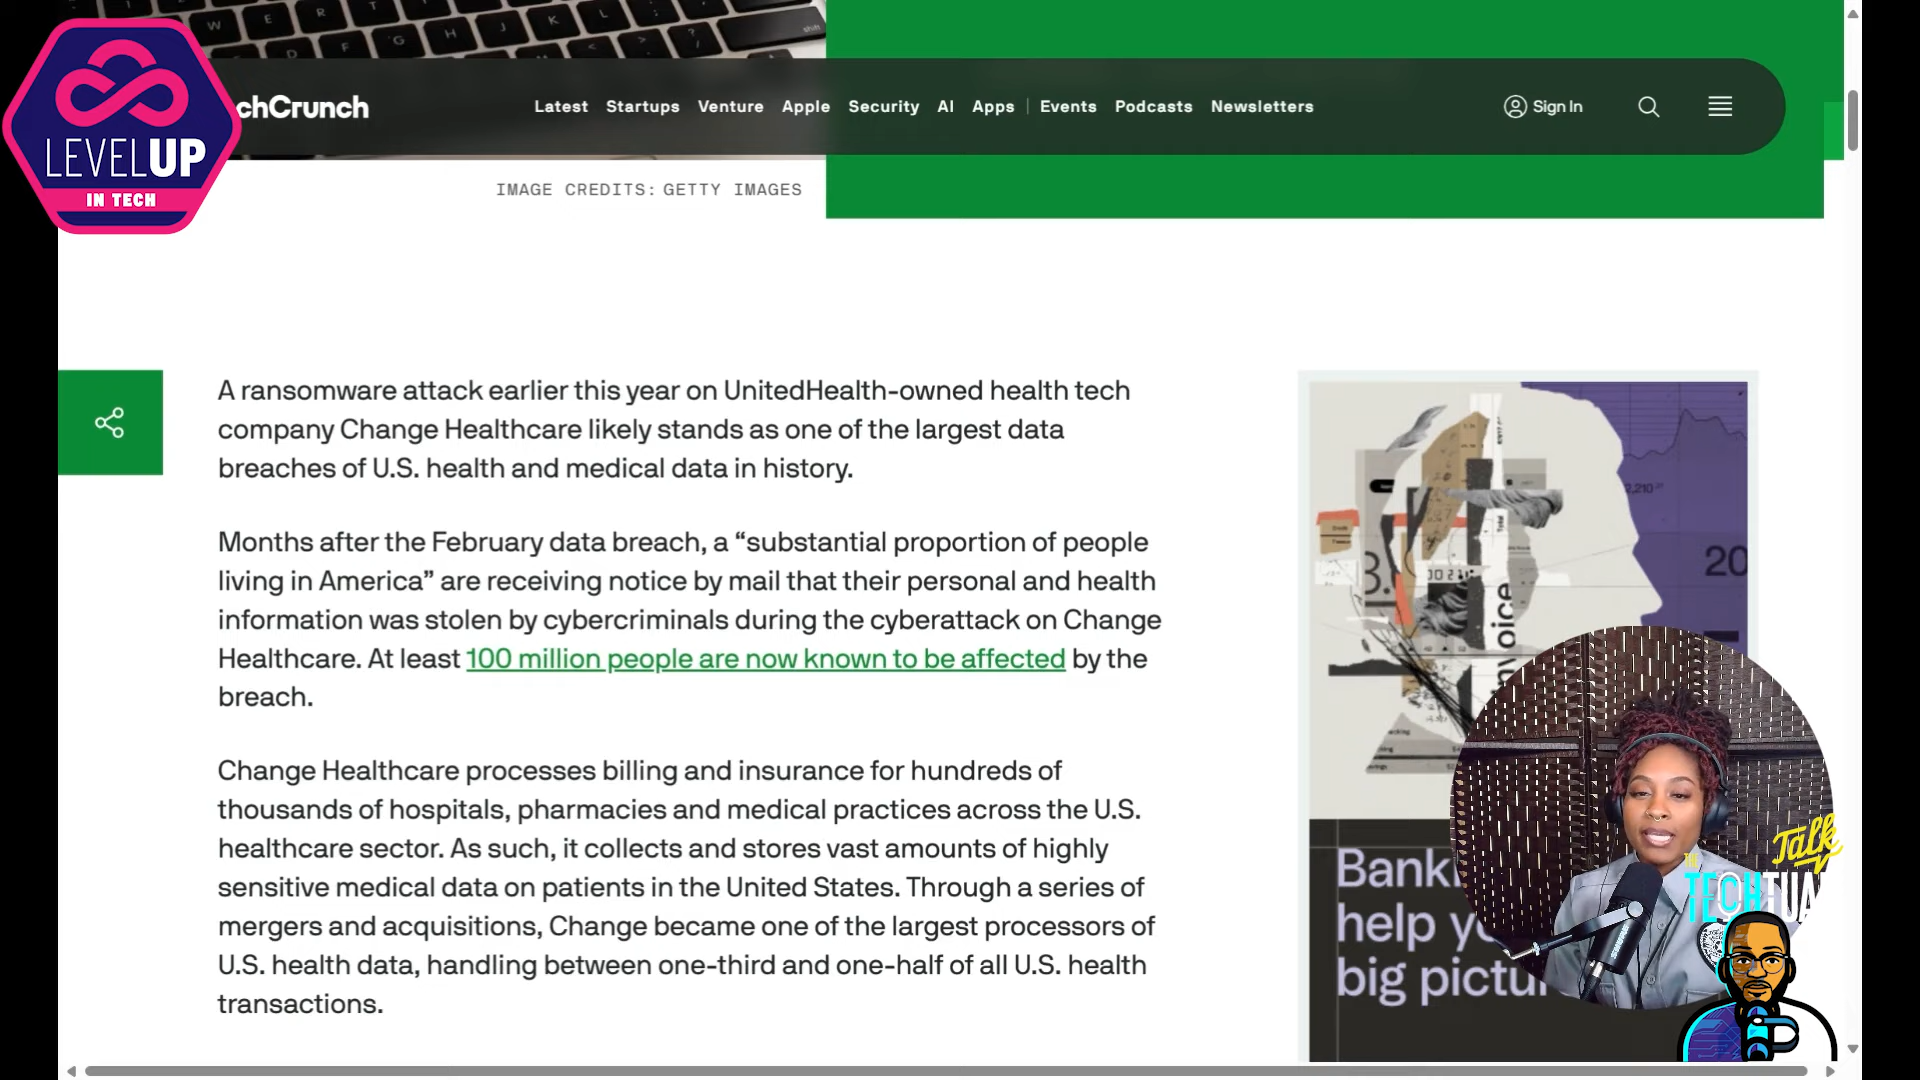 LEVELUP
IN TECH
chCrunch
Latest Startups Venture Apple Security AI Apps | Events Podcasts Newsletters
Sign In
IMAGE CREDITS: GETTY IMAGES
A ransomware attack earlier this year on UnitedHealth-owned health tech
company Change Healthcare likely stands as one of the largest data
breaches of U.S. health and medical data in history.
Months after the February data breach, a “substantial proportion of people
living in America” are receiving notice by mail that their personal and health
information was stolen by cybercriminals during the cyberattack on Change
Healthcare. At least 100 million people are now known to be affected by the
breach.
Change Healthcare processes billing and insurance for hundreds of
thousands of hospitals, pharmacies and medical practices across the U.S.
healthcare sector. As such, it collects and stores vast amounts of highly
sensitive medical data on patients in the United States. Through a series of
mergers and acquisitions, Change became one of the largest processors of
U.S. health data, handling between one-third and one-half of all U.S. health
transactions.
2,210
20
Invoice
Banki
help yo
big pictur
THE
TECHTUA
Talk